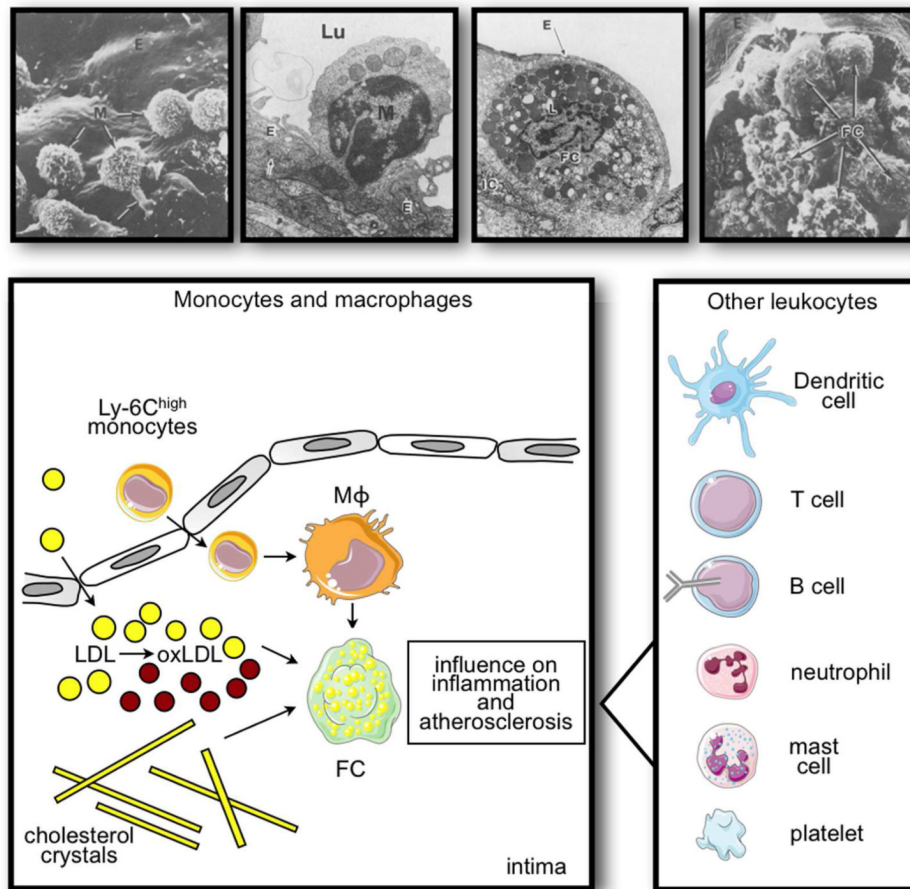 E
M
Lu
M
E
E
E
L
FC
IC
E
FC
Monocytes and macrophages
Ly-6Chigh
monocytes
Mϕ
LDL
oxLDL
influence on
inflammation
and
atherosclerosis
FC
cholesterol
crystals
intima
Other leukocytes
Dendritic
cell
T cell
B cell
neutrophil
mast
cell
platelet